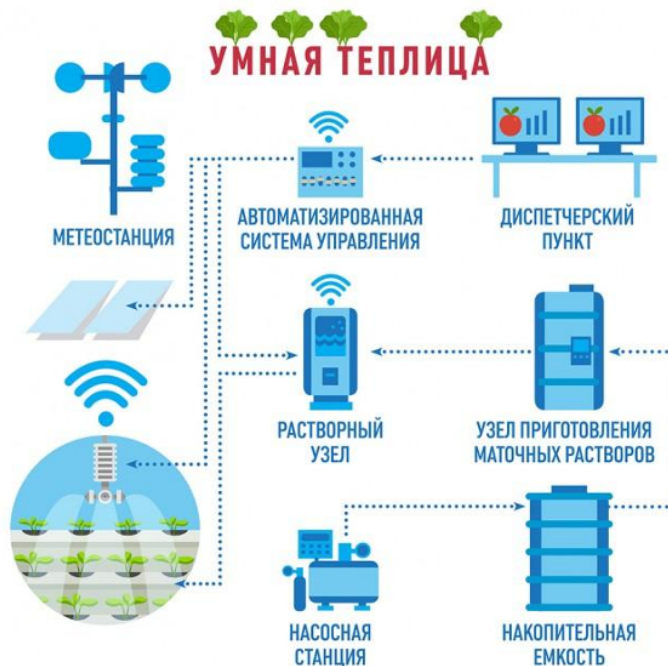 УМНАЯ ТЕПЛИЦА
МЕТЕОСТАНЦИЯ
АВТОМАТИЗИРОВАННАЯ
СИСТЕМА УПРАВЛЕНИЯ
ДИСПЕТЧЕРСКИЙ
ПУНКТ
РАСТВОРНЫЙ
УЗЕЛ
УЗЕЛ ПРИГОТОВЛЕНИЯ
МАТОЧНЫХ РАСТВОРОВ
НАСОСНАЯ
СТАНЦИЯ
НАКОПИТЕЛЬНАЯ
ЕМКОСТЬ